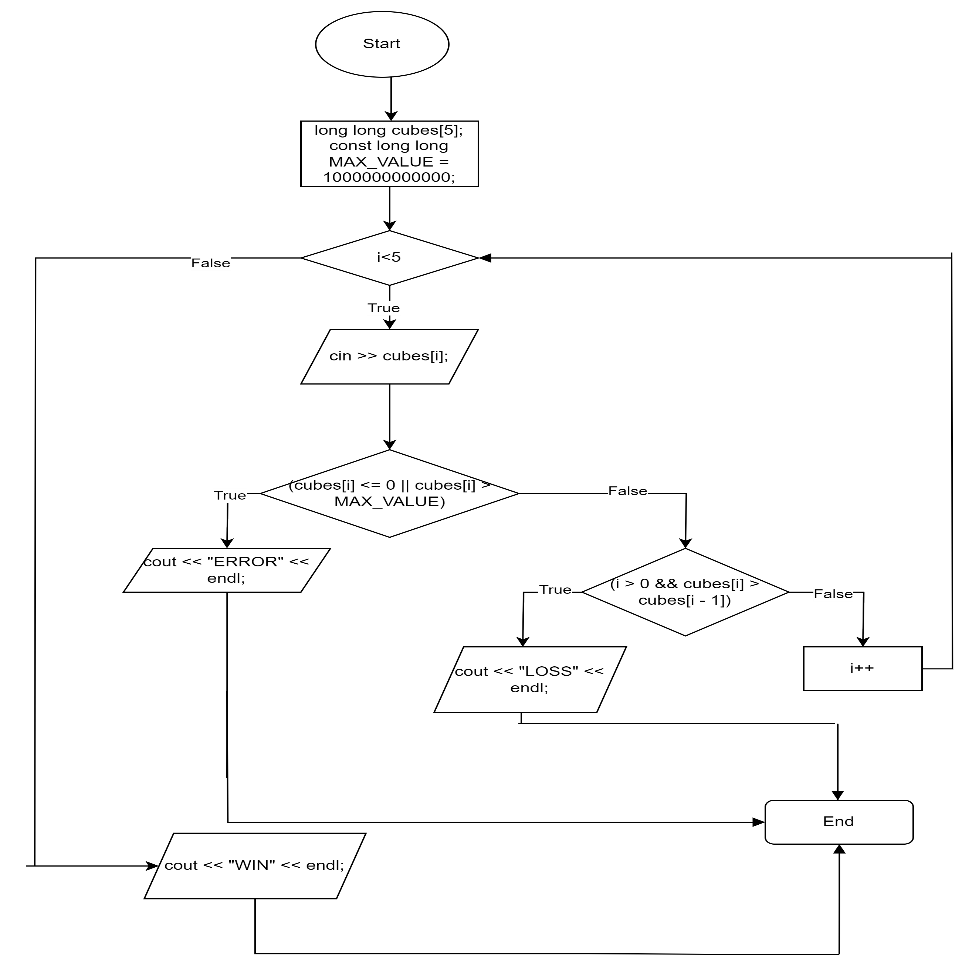 Start
long long cubes[5];
const long long
MAX_VALUE =
1000000000000;
i<5
False
True
cin >> cubes[i];
(cubes[i] <= 0 || cubes[i] >
MAX_VALUE)
True
False
cout << "ERROR" <<
endl;
(i > 0 && cubes[i] >
cubes[i - 1])
True
False
cout << "LOSS" <<
endl;
i++
End
cout << "WIN" << endl;